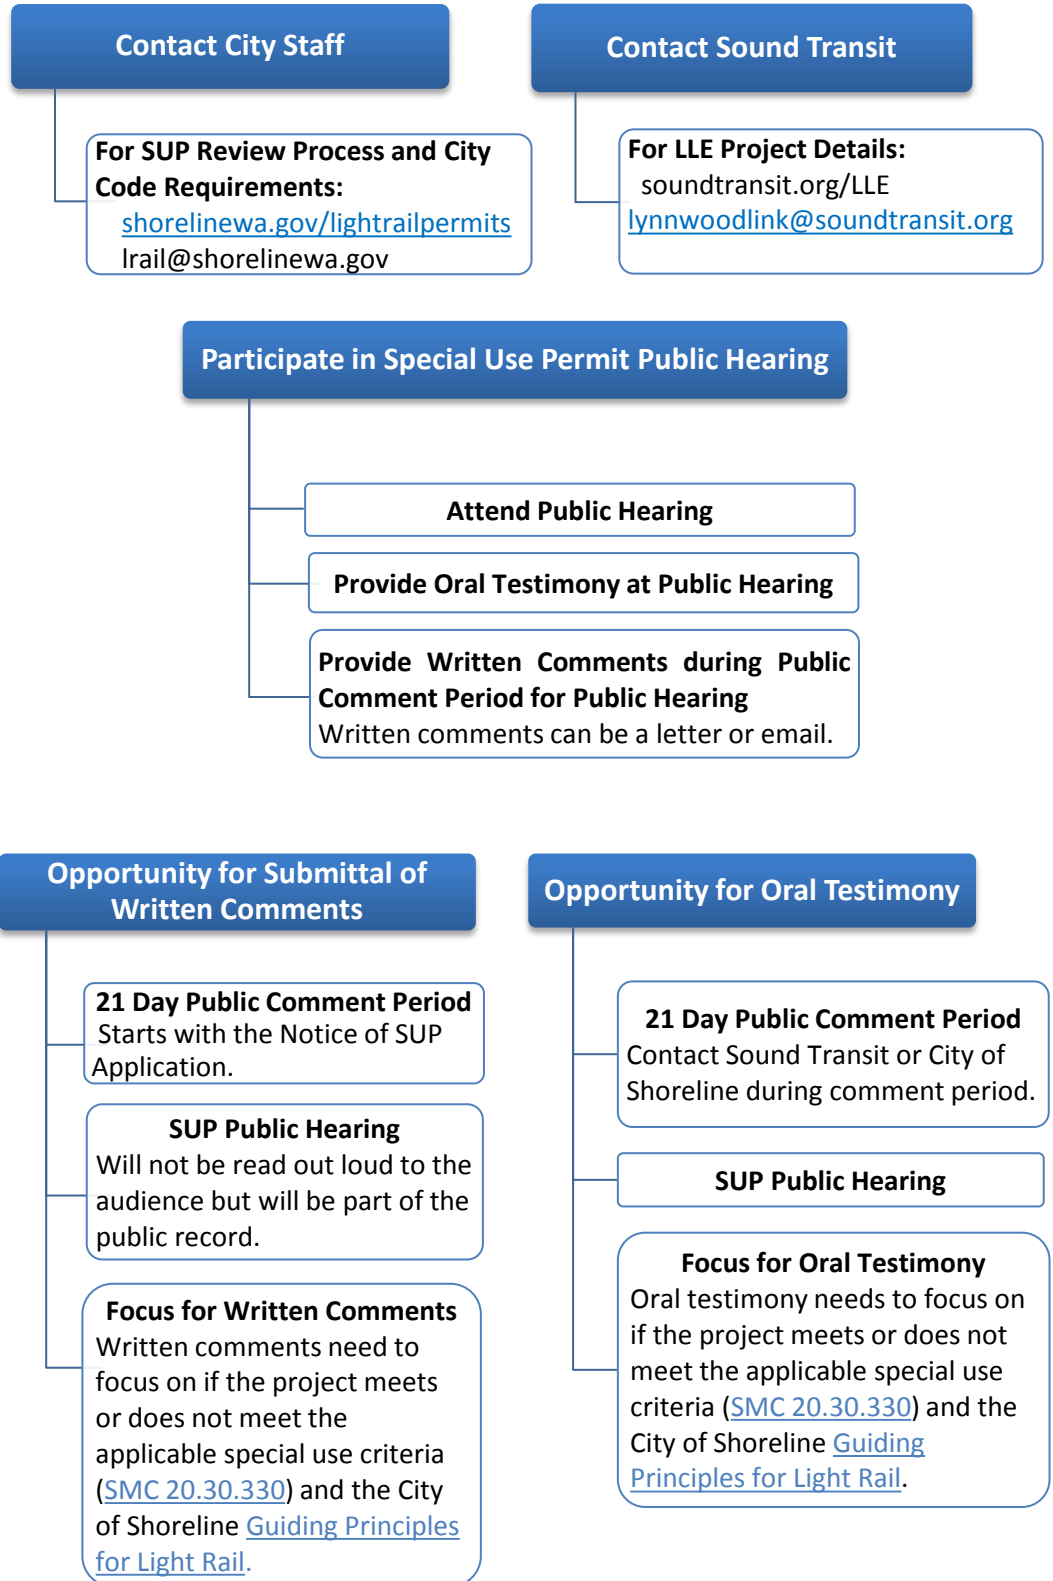 Contact City Staff
For SUP Review Process and City
Code Requirements:
shorelinewa.gov/lightrailpermits
lrail@shorelinewa.gov
Contact Sound Transit
For LLE Project Details:
soundtransit.org/LLE
lynnwoodlink@soundtransit.org
Participate in Special Use Permit Public Hearing
Attend Public Hearing
Provide Oral Testimony at Public Hearing
Provide Written Comments during Public
Comment Period for Public Hearing
Written comments can be a letter or email.
Opportunity for Submittal of
Written Comments
21 Day Public Comment Period
Starts with the Notice of SUP
Application.
SUP Public Hearing
Will not be read out loud to the
audience but will be part of the
public record.
Focus for Written Comments
Written comments need to
focus on if the project meets
or does not meet the
applicable special use criteria
(SMC 20.30.330) and the City
of Shoreline Guiding Principles
for Light Rail.
Opportunity for Oral Testimony
21 Day Public Comment Period
Contact Sound Transit or City of
Shoreline during comment period.
SUP Public Hearing
Focus for Oral Testimony
Oral testimony needs to focus on
if the project meets or does not
meet the applicable special use
criteria (SMC 20.30.330) and the
City of Shoreline Guiding
Principles for Light Rail.